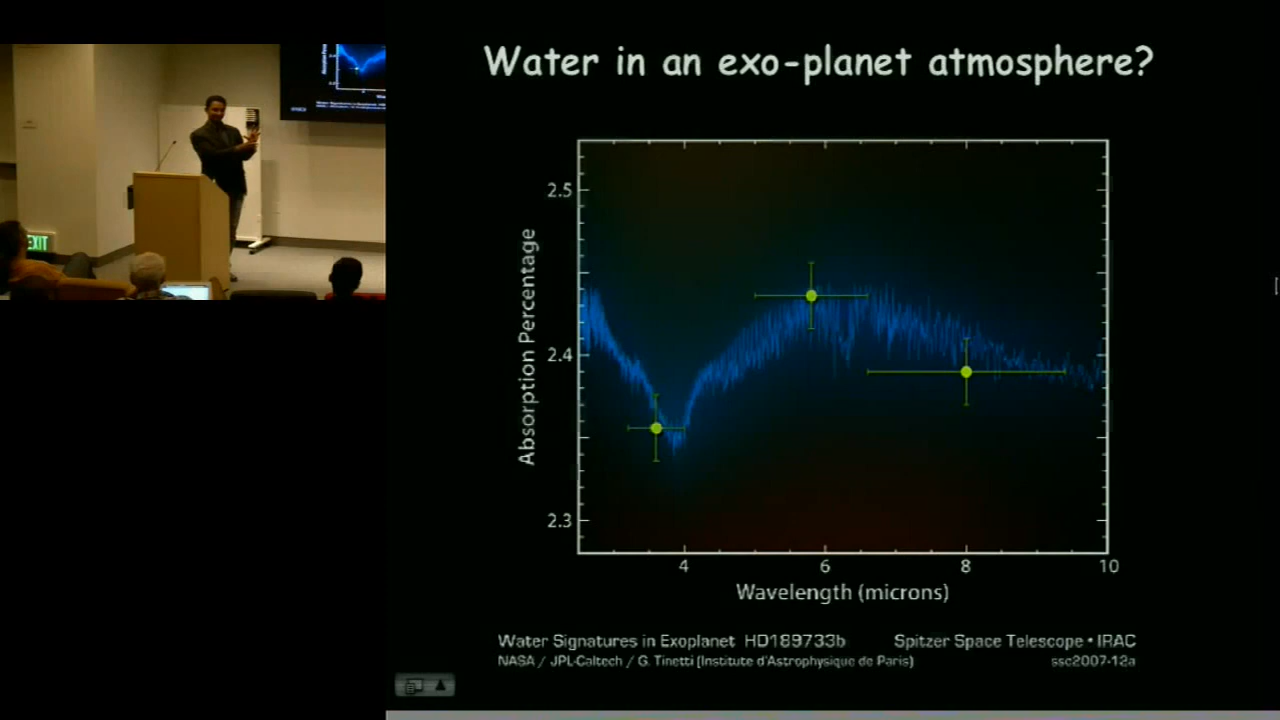 Water in an exo-planet atmosphere?
2.5
2.4
2.3
Absorption Percentage
4
6
8
10
Wavelength (microns)
Water Signatures in Exoplanet HD189733b
Spitzer Space Telescope • IRAC
NASA / JPL-Caltech / G. Tinetti (Institute d'Astrophysique de Paris)
ssc2007-12a
EXIT